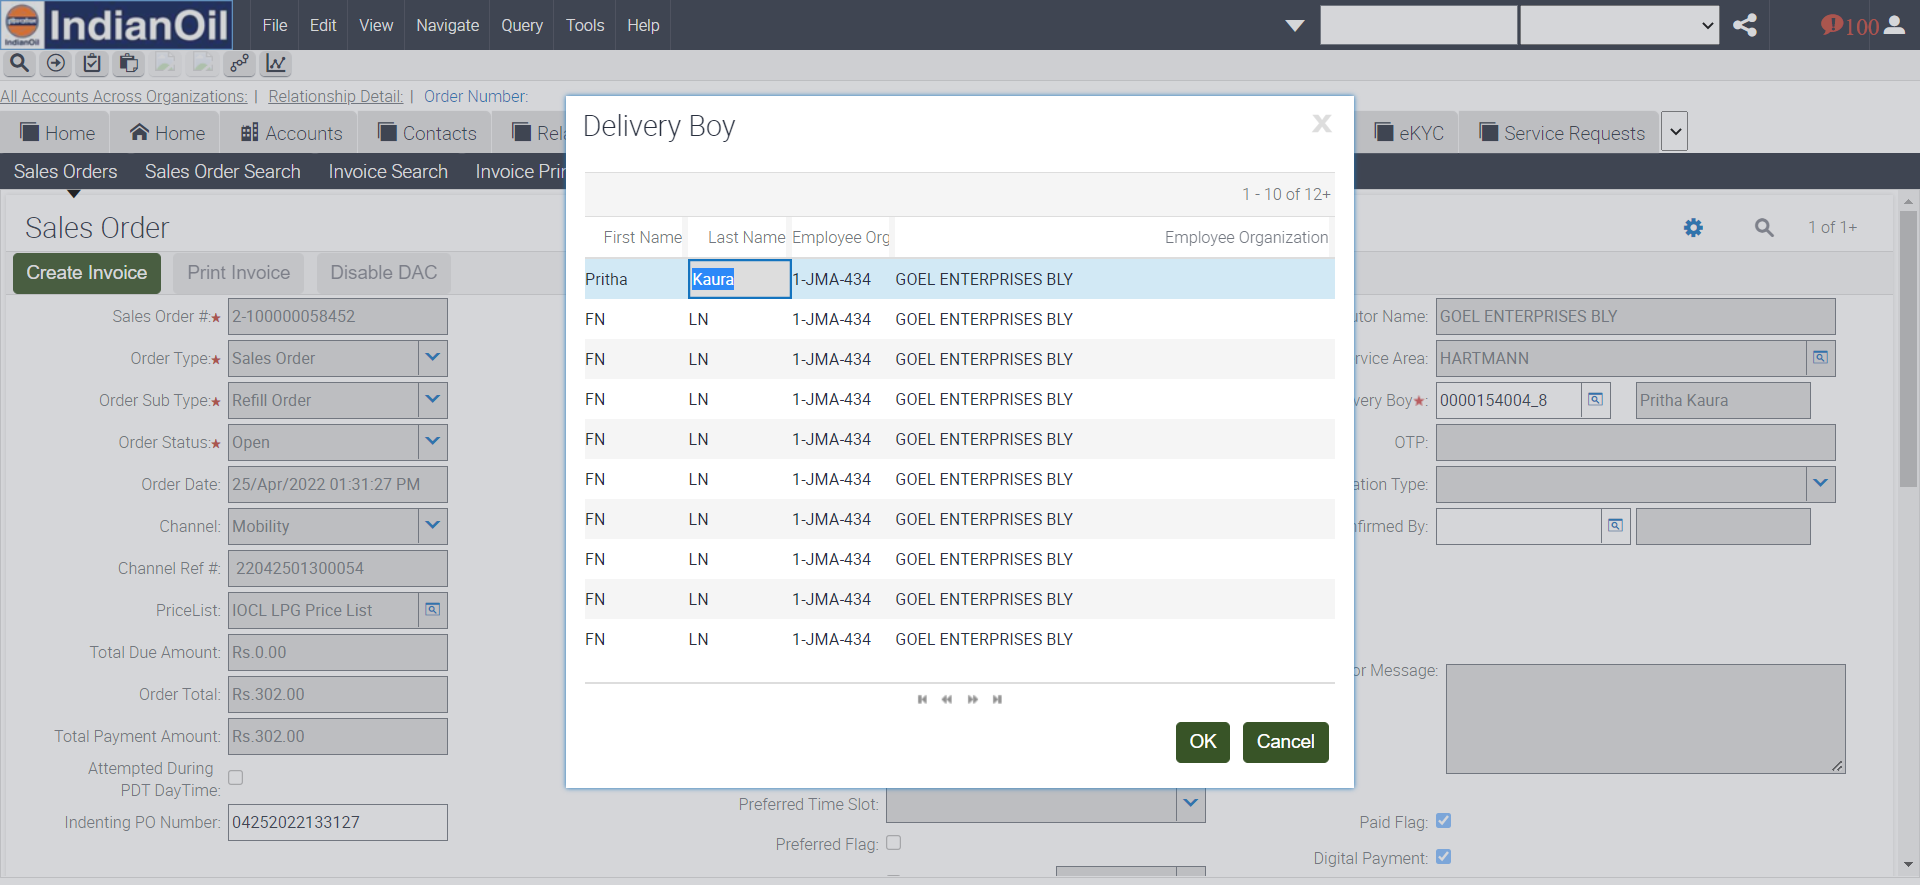 IndianOil
IndianOil
File Edit View Navigate Query Tools Help
100
All Accounts Across Organizations: | Relationship Detail: | Order Number:
Home Home Accounts Contacts Rela eKYC Service Requests
Sales Orders Sales Order Search Invoice Search Invoice Prin
Sales Order
1 of 1+
Create Invoice Print Invoice Disable DAC
Sales Order #:★ 2-100000058452
Order Type:★ Sales Order
Order Sub Type:★ Refill Order
Order Status:★ Open
Order Date: 25/Apr/2022 01:31:27 PM
Channel: Mobility
Channel Ref #: 22042501300054
PriceList: IOCL LPG Price List
Total Due Amount: Rs.0.00
Order Total: Rs.302.00
Total Payment Amount: Rs.302.00
Attempted During
PDT DayTime:
Indenting PO Number: 04252022133127
Delivery Boy X
1 - 10 of 12+
First Name Last Name Employee Org Employee Organization
Pritha Kaura 1-JMA-434 GOEL ENTERPRISES BLY
FN LN 1-JMA-434 GOEL ENTERPRISES BLY
FN LN 1-JMA-434 GOEL ENTERPRISES BLY
FN LN 1-JMA-434 GOEL ENTERPRISES BLY
FN LN 1-JMA-434 GOEL ENTERPRISES BLY
FN LN 1-JMA-434 GOEL ENTERPRISES BLY
FN LN 1-JMA-434 GOEL ENTERPRISES BLY
FN LN 1-JMA-434 GOEL ENTERPRISES BLY
FN LN 1-JMA-434 GOEL ENTERPRISES BLY
FN LN 1-JMA-434 GOEL ENTERPRISES BLY
OK Cancel
Preferred Time Slot:
Preferred Flag:
utor Name: GOEL ENTERPRISES BLY
rvice Area: HARTMANN
very Boy★: 0000154004_8 Pritha Kaura
OTP:
ation Type:
nfirmed By:
or Message:
Paid Flag:
Digital Payment: